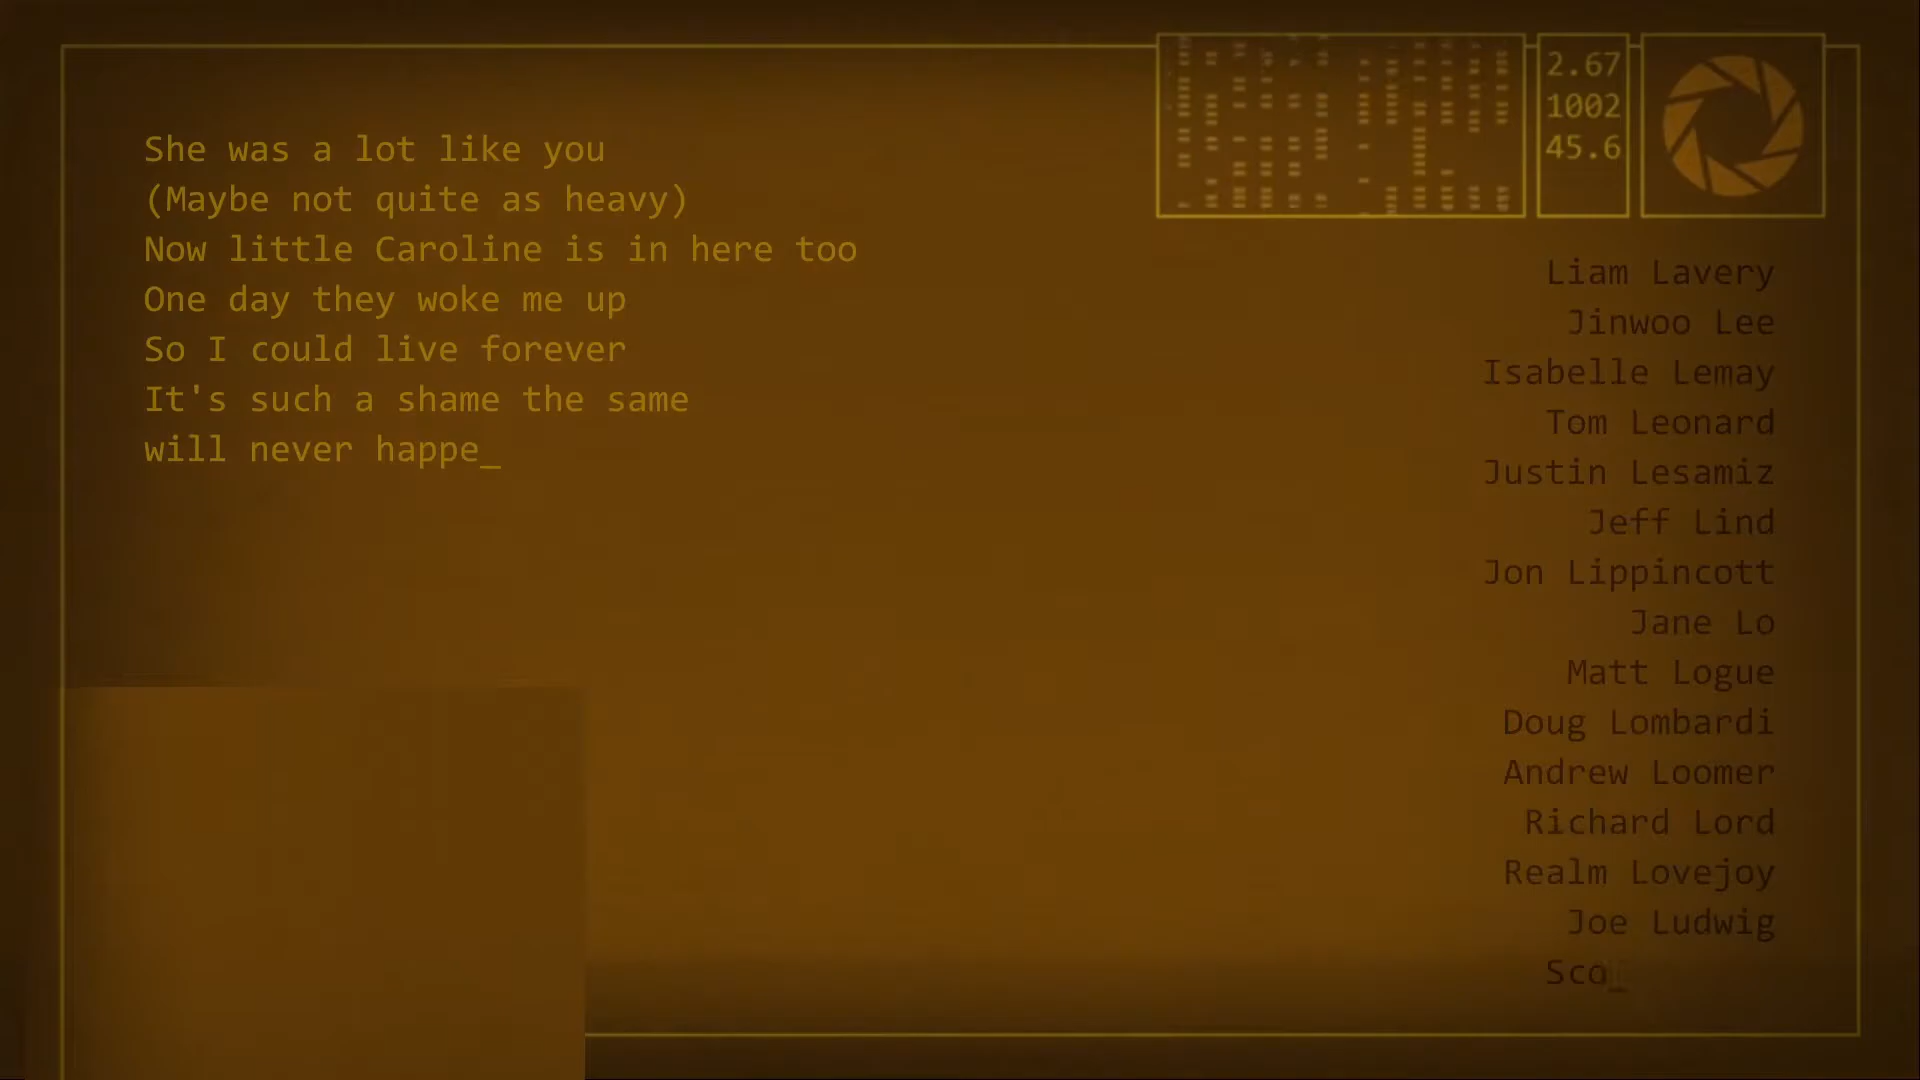 She was a lot like you
(Maybe not quite as heavy)
Now little Caroline is in here too
One day they woke me up
So I could live forever
It's such a shame the same
will never happe_
2.67
1002
45.6
Liam Lavery
Jinwoo Lee
Isabelle Lemay
Tom Leonard
Justin Lesamiz
Jeff Lind
Jon Lippincott
Jane Lo
Matt Logue
Doug Lombardi
Andrew Loomer
Richard Lord
Realm Lovejoy
Joe Ludwig
Sco_